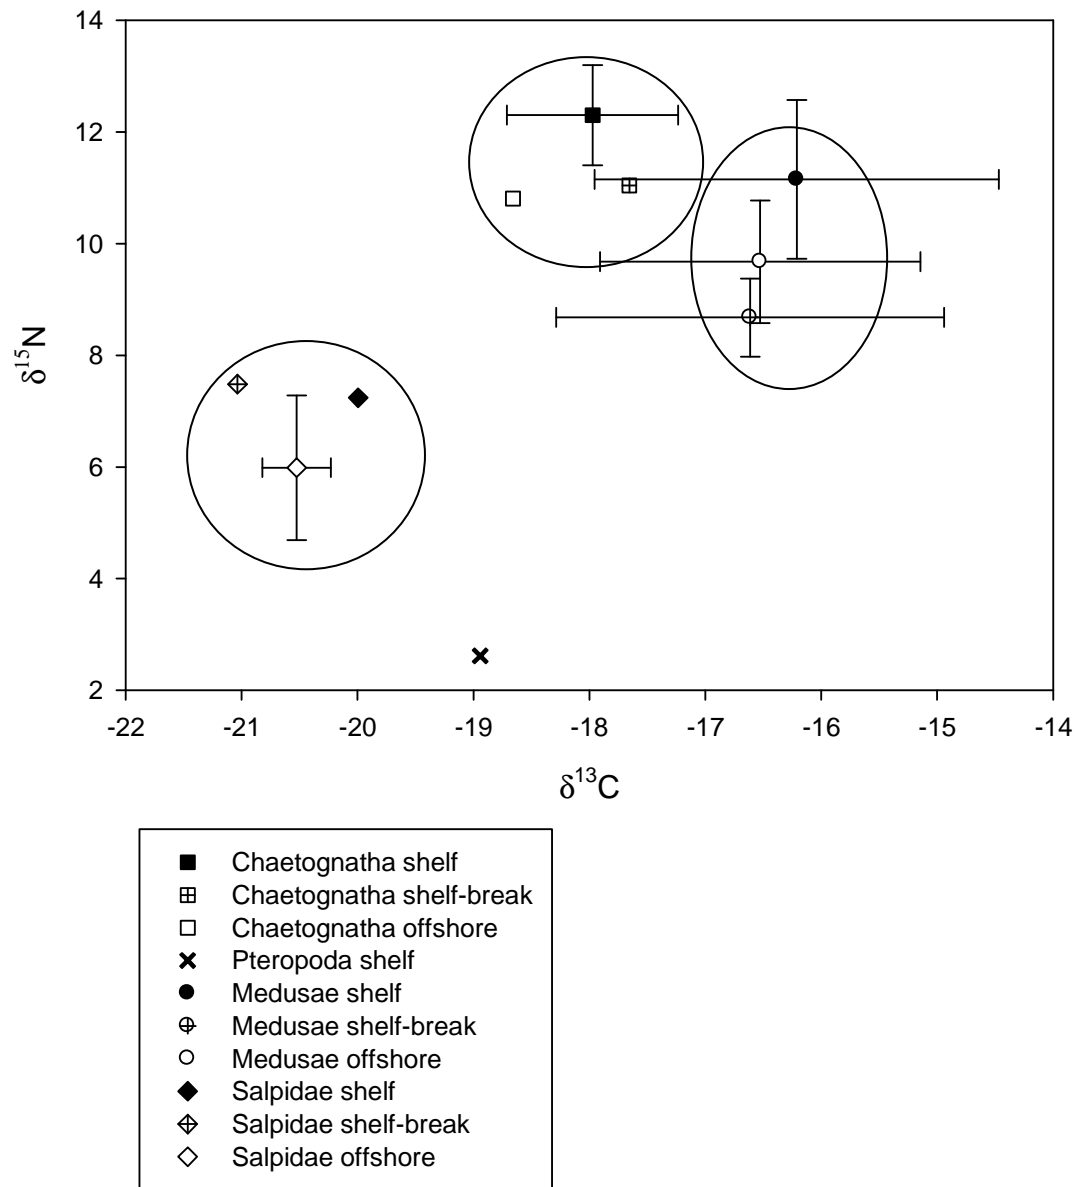 14
12
10
8
6
4
2
δ15N
-22 -21 -20 -19 -18 -17 -16 -15 -14
δ13C
Chaetognatha shelf
Chaetognatha shelf-break
Chaetognatha offshore
Pteropoda shelf
Medusae shelf
Medusae shelf-break
Medusae offshore
Salpidae shelf
Salpidae shelf-break
Salpidae offshore